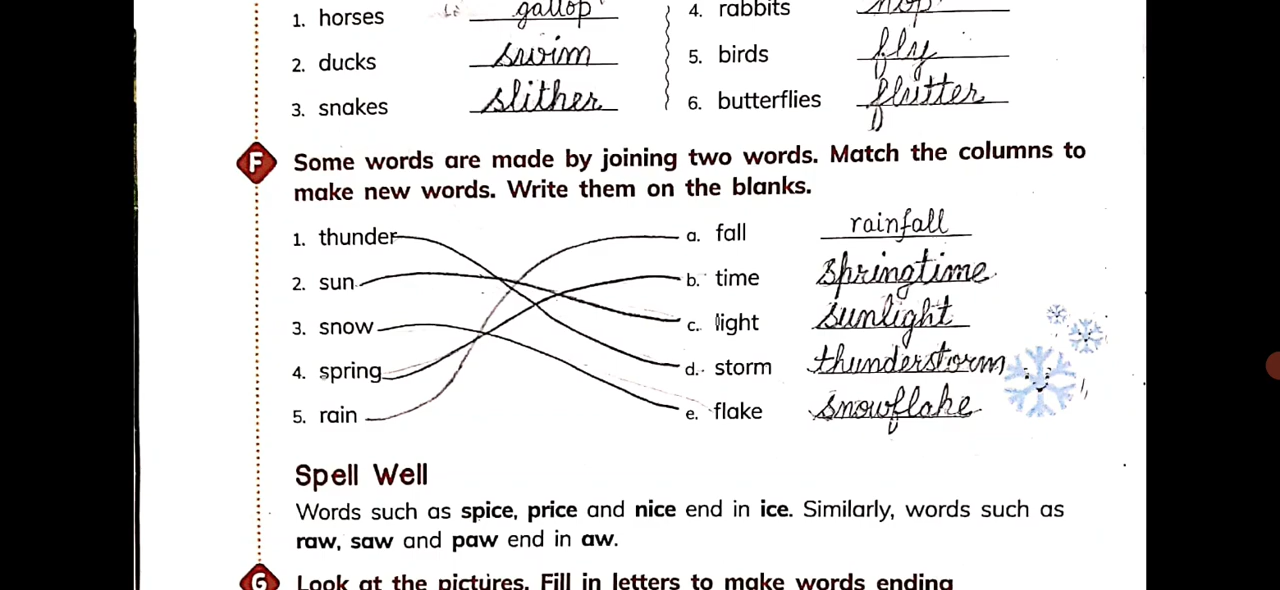 1. horses gallop 4. rabbits hop
2. ducks swim 5. birds fly
3. snakes slither 6. butterflies flutter
F Some words are made by joining two words. Match the columns to
make new words. Write them on the blanks.
1. thunder a. fall rainfall
2. sun b. time springtime
3. snow c. light sunlight
4. spring d. storm thunderstorm
5. rain e. flake snowflake
Spell Well
Words such as spice, price and nice end in ice. Similarly, words such as
raw, saw and paw end in aw.
G Look at the pictures. Fill in letters to make words ending